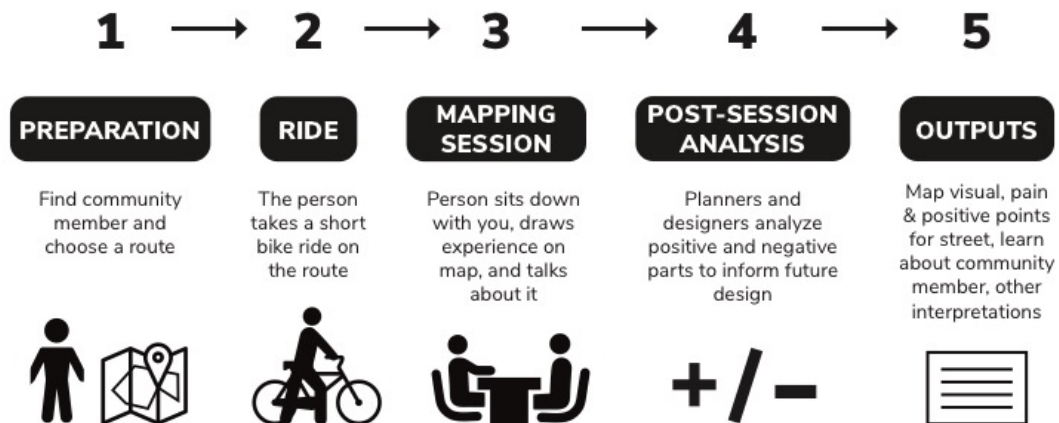 1
2
3
4
5
PREPARATION
RIDE
MAPPING
SESSION
POST-SESSION
ANALYSIS
OUTPUTS
Find community
member and
choose a route
The person
takes a short
bike ride on
the route
Person sits down
with you, draws
experience on
map, and talks
about it
Planners and
designers analyze
positive and negative
parts to inform future
design
Map visual, pain
& positive points
for street, learn
about community
member, other
interpretations
+/-